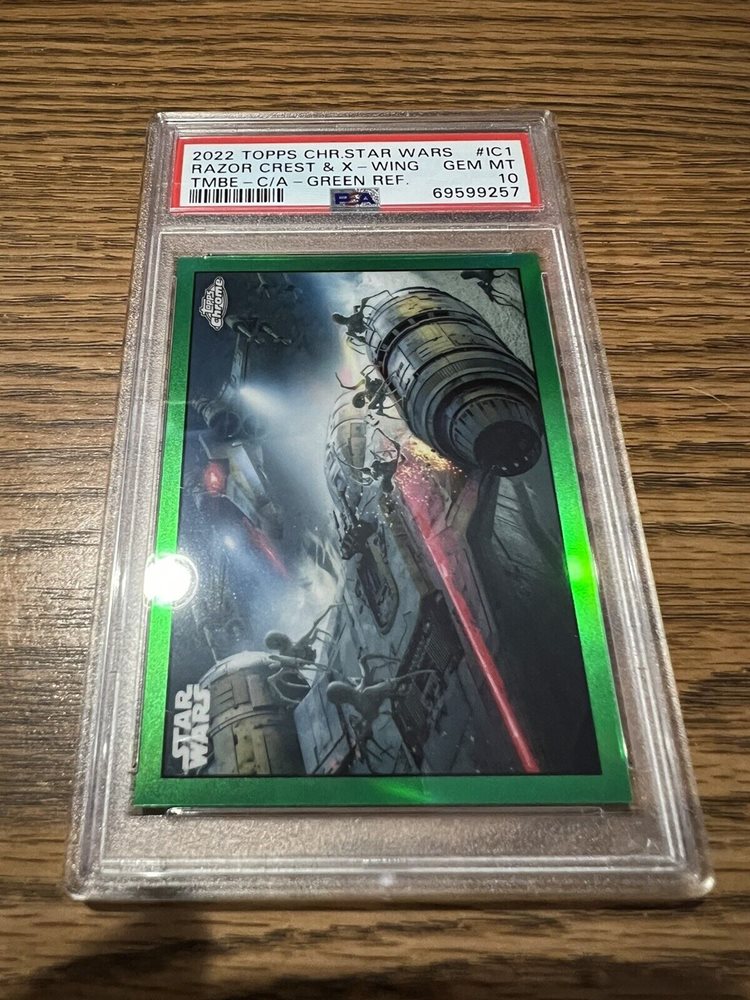 2022 TOPPS CHR.STAR WARS #IC1
RAZOR CREST & X-WING GEM MT
TMBE-C/A-GREEN REF. 10
PSA 69599257
Topps
Chrome
STAR
WARS